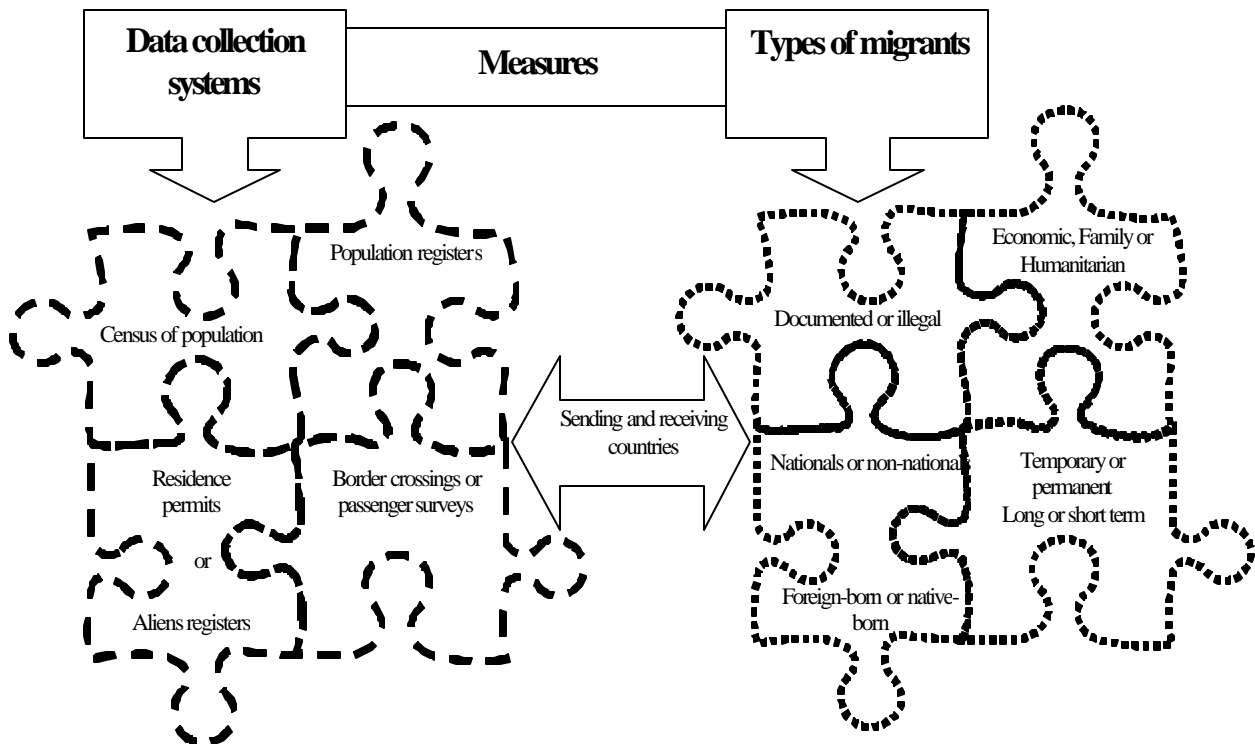 Data collection
systems
Measures
Types of migrants
Population registers
Census of population
Residence
permits
or
Aliens registers
Border crossings or
passenger surveys
Sending and receiving
countries
Economic, Family or
Humanitarian
Documented or illegal
Nationals or non-nationals
Foreign-born or native-
born
Temporary or
permanent
Long or short term